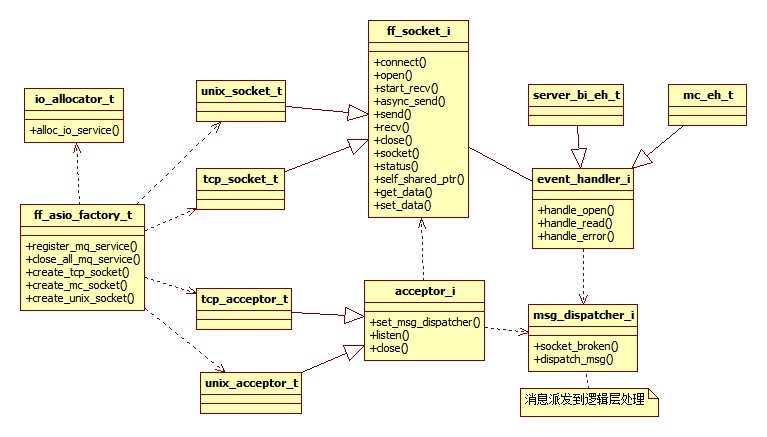 ff_socket_i
+connect()
+open()
+start_recv()
+async_send()
+send()
+recv()
+close()
+socket()
+status()
+self_shared_ptr()
+get_data()
+set_data()
io_allocator_t
+alloc_io_service()
unix_socket_t
server_bi_eh_t
mc_eh_t
tcp_socket_t
event_handler_i
+handle_open()
+handle_read()
+handle_error()
ff_asio_factory_t
+register_mq_service()
+close_all_mq_service()
+create_tcp_socket()
+create_mc_socket()
+create_unix_socket()
tcp_acceptor_t
acceptor_i
+set_msg_dispatcher()
+listen()
+close()
msg_dispatcher_i
+socket_broken()
+dispatch_msg()
unix_acceptor_t
消息派发到逻辑层处理